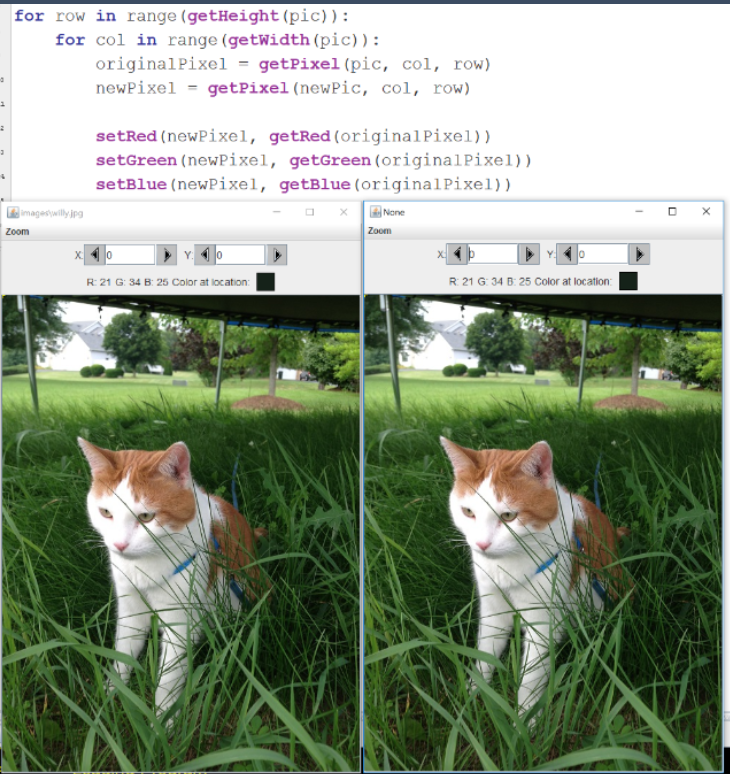 for row in range(getHeight(pic)):
    for col in range(getWidth(pic)):
        originalPixel = getPixel(pic, col, row)
        newPixel = getPixel(newPic, col, row)
        setRed(newPixel, getRed(originalPixel))
        setGreen(newPixel, getGreen(originalPixel))
        setBlue(newPixel, getBlue(originalPixel))
images\willy.jpg
Zoom
X: 0 Y: 0
R: 21 G: 34 B: 25 Color at location:
None
Zoom
X: 0 Y: 0
R: 21 G: 34 B: 25 Color at location: